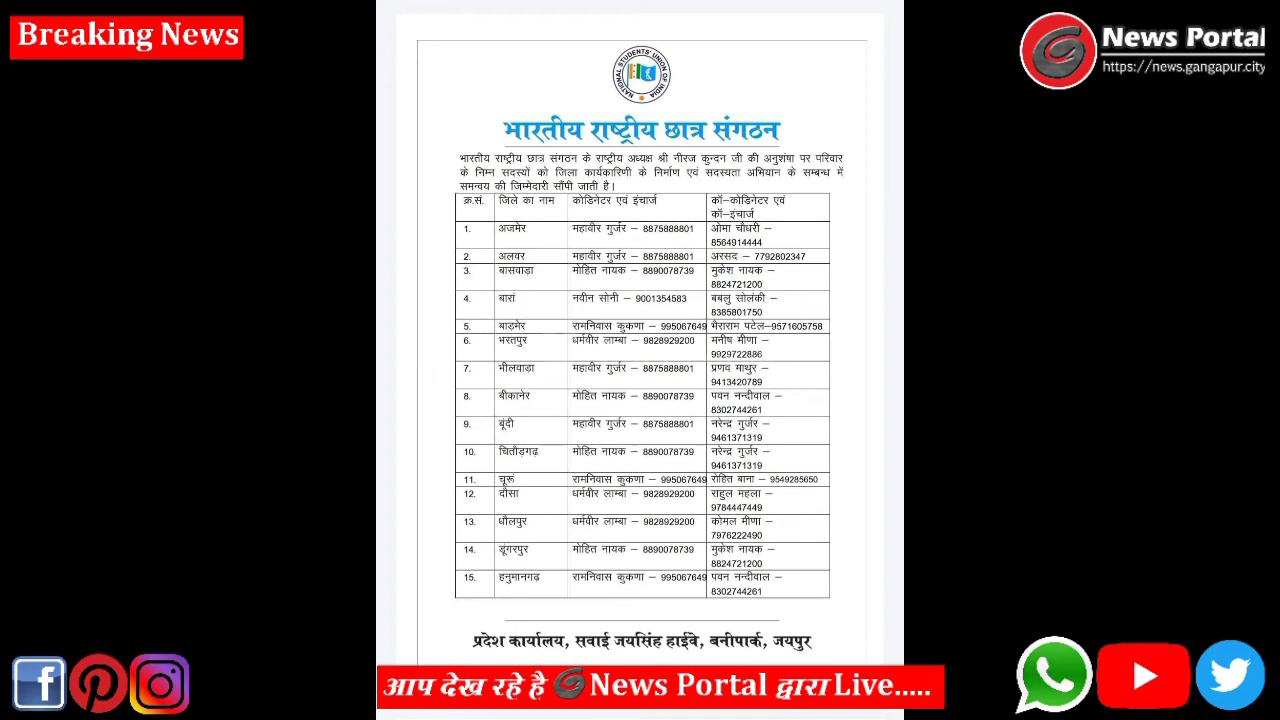 Breaking News
G News Portal
https://news.gangapur.city
NATIONAL STUDENTS' UNION OF INDIA
भारतीय राष्ट्रीय छात्र संगठन
भारतीय राष्ट्रीय छात्र संगठन के राष्ट्रीय अध्यक्ष श्री नीरज कुन्दन जी की अनुशंषा पर परिवार
के निम्न सदस्यों को जिला कार्यकारिणी के निर्माण एवं सदस्यता अभियान के सम्बन्ध में
समन्वय की जिम्मेदारी सौंपी जाती है।
क्र.सं. जिले का नाम कोडिनेटर एवं इंचार्ज कॉ-कोडिनेटर एवं
कॉ-इंचार्ज
1. अजमेर महावीर गुर्जर – 8875888801 ओमा चौधरी –
8564914444
2. अलवर महावीर गुर्जर – 8875888801 अरसद – 7792802347
3. बासवाड़ा मोहित नायक – 8890078739 मुकेश नायक –
8824721200
4. बारां नवीन सोनी – 9001354583 बबलु सोलंकी –
8385801750
5. बाडमेर रामनिवास कुकणा – 995067649 भैराराम पटेल–9571605758
6. भरतपुर धर्मवीर लाम्बा – 9828929200 मनीष मीणा –
9929722886
7. भीलवाड़ा महावीर गुर्जर – 8875888801 प्रणव माथुर –
9413420789
8. बीकानेर मोहित नायक – 8890078739 पवन नन्दीवाल –
8302744261
9. बूंदी महावीर गुर्जर – 8875888801 नरेन्द्र गुर्जर –
9461371319
10. चितौड़गढ़ मोहित नायक – 8890078739 नरेन्द्र गुर्जर –
9461371319
11. चूरूं रामनिवास कुकणा – 995067649 रोहित बाना – 9549285650
12. दौसा धर्मवीर लाम्बा – 9828929200 राहुल महला –
9784447449
13. धौलपुर धर्मवीर लाम्बा – 9828929200 कोमल मीणा –
7976222490
14. डूंगरपुर मोहित नायक – 8890078739 मुकेश नायक –
8824721200
15. हनुमानगढ़ रामनिवास कुकणा – 995067649 पवन नन्दीवाल –
8302744261
प्रदेश कार्यालय, सवाई जयसिंह हाईवे, बनीपार्क, जयपुर
आप देख रहे है G News Portal द्वारा Live.....